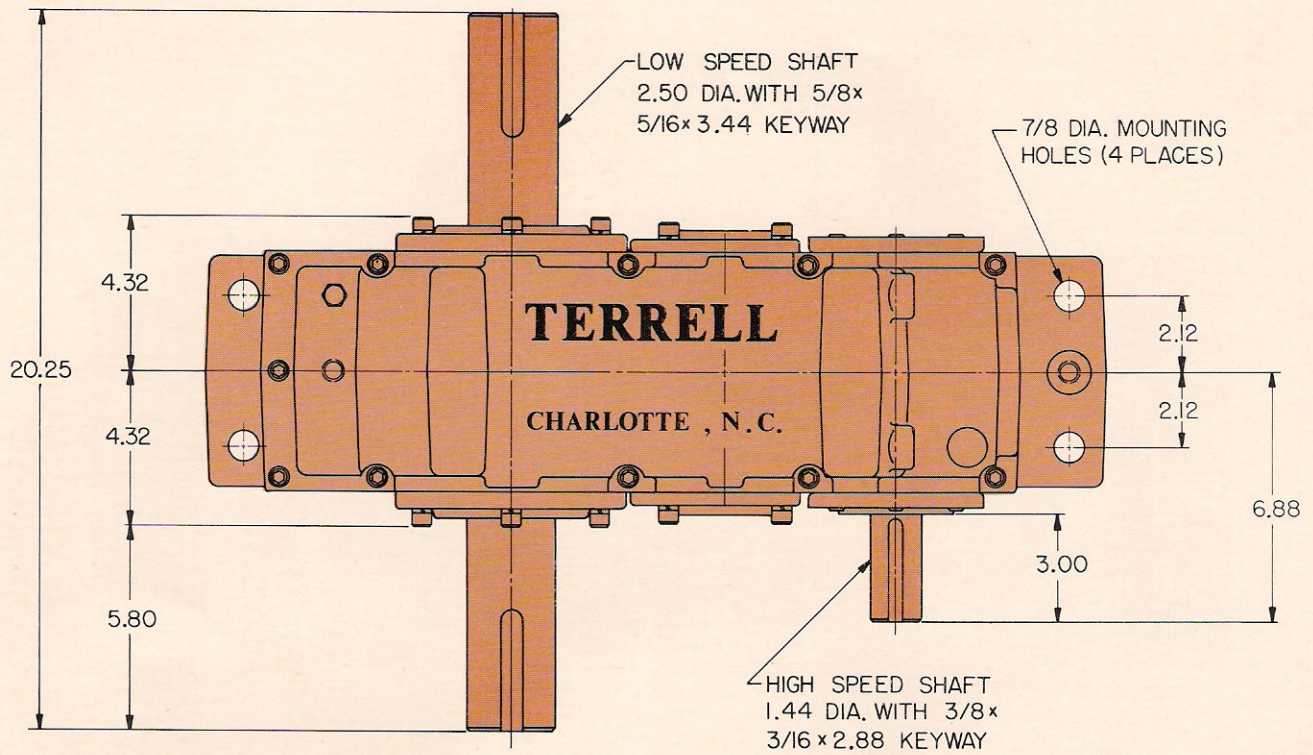 LOW SPEED SHAFT
2.50 DIA. WITH 5/8×
5/16×3.44 KEYWAY
7/8 DIA. MOUNTING
HOLES (4 PLACES)
4.32
20.25
4.32
5.80
TERRELL
CHARLOTTE , N.C.
2.12
2.12
6.88
3.00
HIGH SPEED SHAFT
1.44 DIA. WITH 3/8×
3/16×2.88 KEYWAY